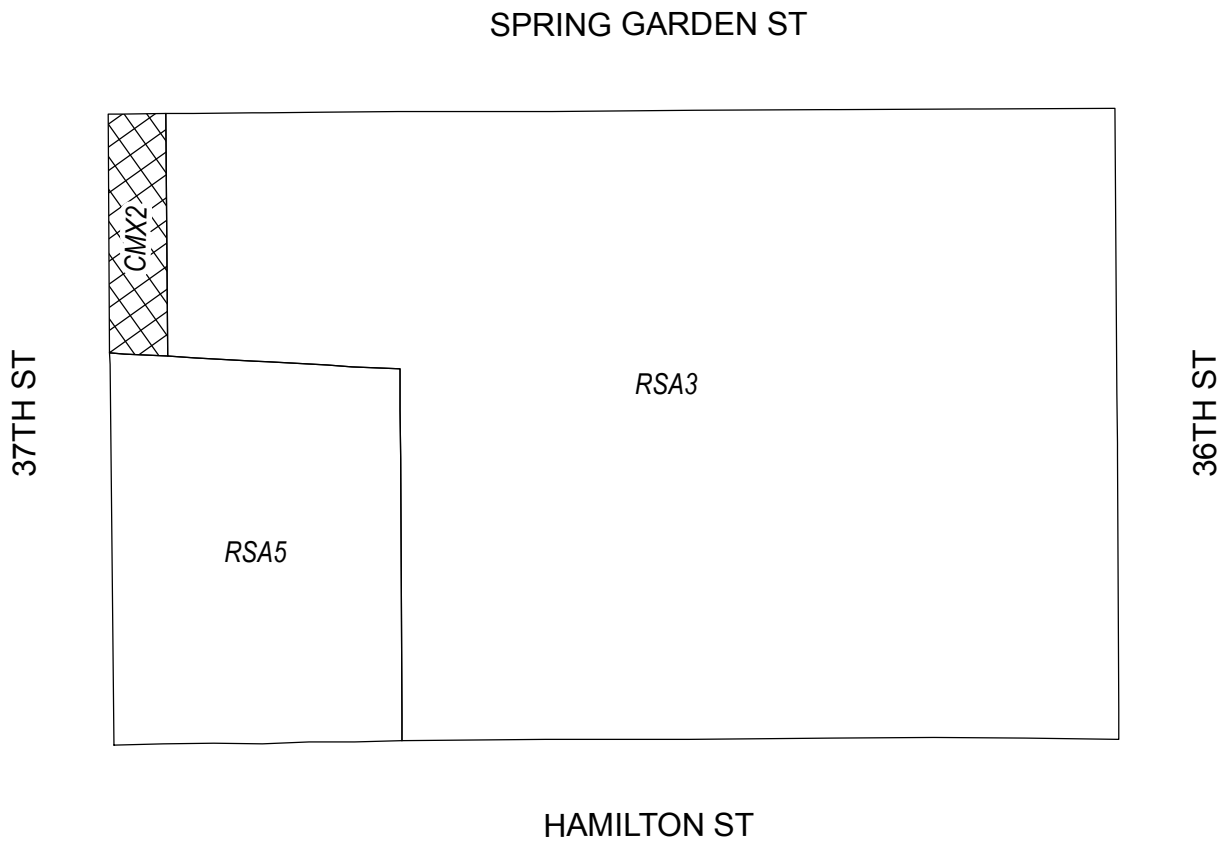 SPRING GARDEN ST
CMX2
37TH ST
RSA3
36TH ST
RSA5
HAMILTON ST